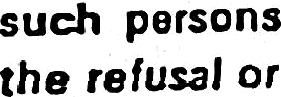 such persons
the refusal or